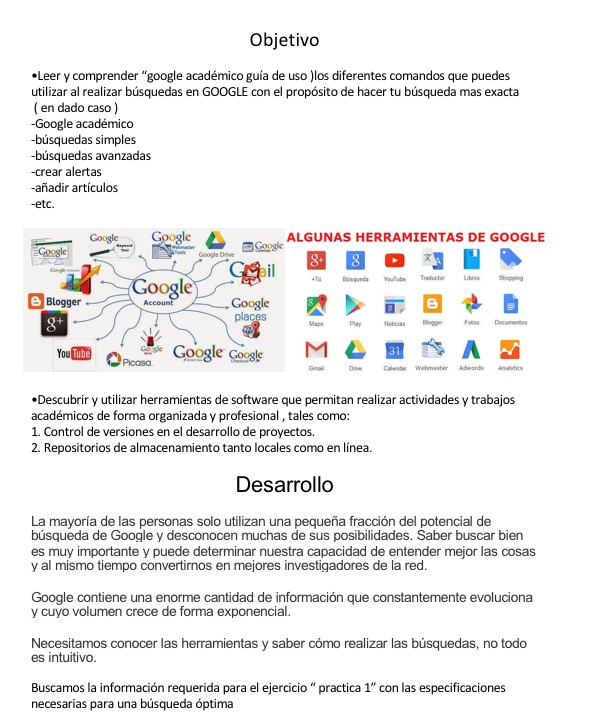 Objetivo
•Leer y comprender “google académico guía de uso )los diferentes comandos que puedes
utilizar al realizar búsquedas en GOOGLE con el propósito de hacer tu búsqueda mas exacta
( en dado caso )
-Google académico
-búsquedas simples
-búsquedas avanzadas
-crear alertas
-añadir artículos
-etc.
Google
Google
Keyword Tool
Google
Webmaster Tools
Google Drive
Google
Gmail
Google
places
Google
Google
Checkout
Google
Picasa
You Tube
g+
Blogger
Google
Account
ALGUNAS HERRAMIENTAS DE GOOGLE
+Tú Búsqueda YouTube Traductor Libros Shopping
Maps Play Noticias Blogger Fotos Documentos
31
Gmail Drive Calendar Webmaster Adwords Analytics
•Descubrir y utilizar herramientas de software que permitan realizar actividades y trabajos
académicos de forma organizada y profesional , tales como:
1. Control de versiones en el desarrollo de proyectos.
2. Repositorios de almacenamiento tanto locales como en línea.
Desarrollo
La mayoría de las personas solo utilizan una pequeña fracción del potencial de
búsqueda de Google y desconocen muchas de sus posibilidades. Saber buscar bien
es muy importante y puede determinar nuestra capacidad de entender mejor las cosas
y al mismo tiempo convertirnos en mejores investigadores de la red.
Google contiene una enorme cantidad de información que constantemente evoluciona
y cuyo volumen crece de forma exponencial.
Necesitamos conocer las herramientas y saber cómo realizar las búsquedas, no todo
es intuitivo.
Buscamos la información requerida para el ejercicio “ practica 1” con las especificaciones
necesarias para una búsqueda óptima